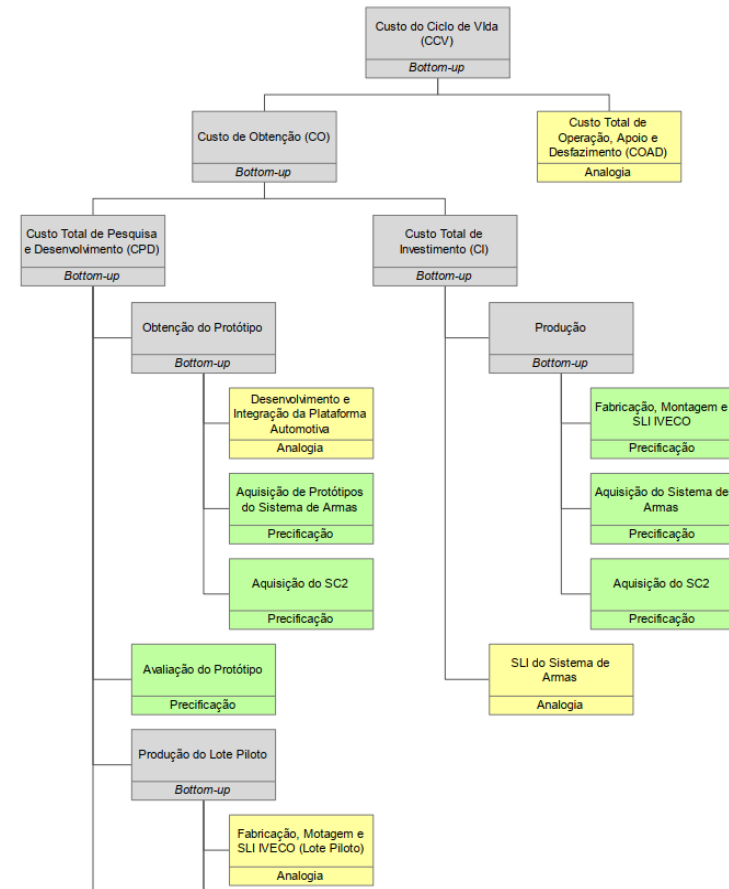 Custo do Ciclo de VIda
(CCV)
Bottom-up
Custo de Obtenção (CO)
Bottom-up
Custo Total de
Operação, Apoio e
Desfazimento (COAD)
Analogia
Custo Total de Pesquisa
e Desenvolvimento (CPD)
Bottom-up
Custo Total de
Investimento (CI)
Bottom-up
Obtenção do Protótipo
Bottom-up
Produção
Bottom-up
Desenvolvimento e
Integração da Plataforma
Automotiva
Analogia
Fabricação, Montagem e
SLI IVECO
Precificação
Aquisição de Protótipos
do Sistema de Armas
Precificação
Aquisição do Sistema de
Armas
Precificação
Aquisição do SC2
Precificação
Aquisição do SC2
Precificação
Avaliação do Protótipo
Precificação
SLI do Sistema de
Armas
Analogia
Produção do Lote Piloto
Bottom-up
Fabricação, Motagem e
SLI IVECO (Lote Piloto)
Analogia